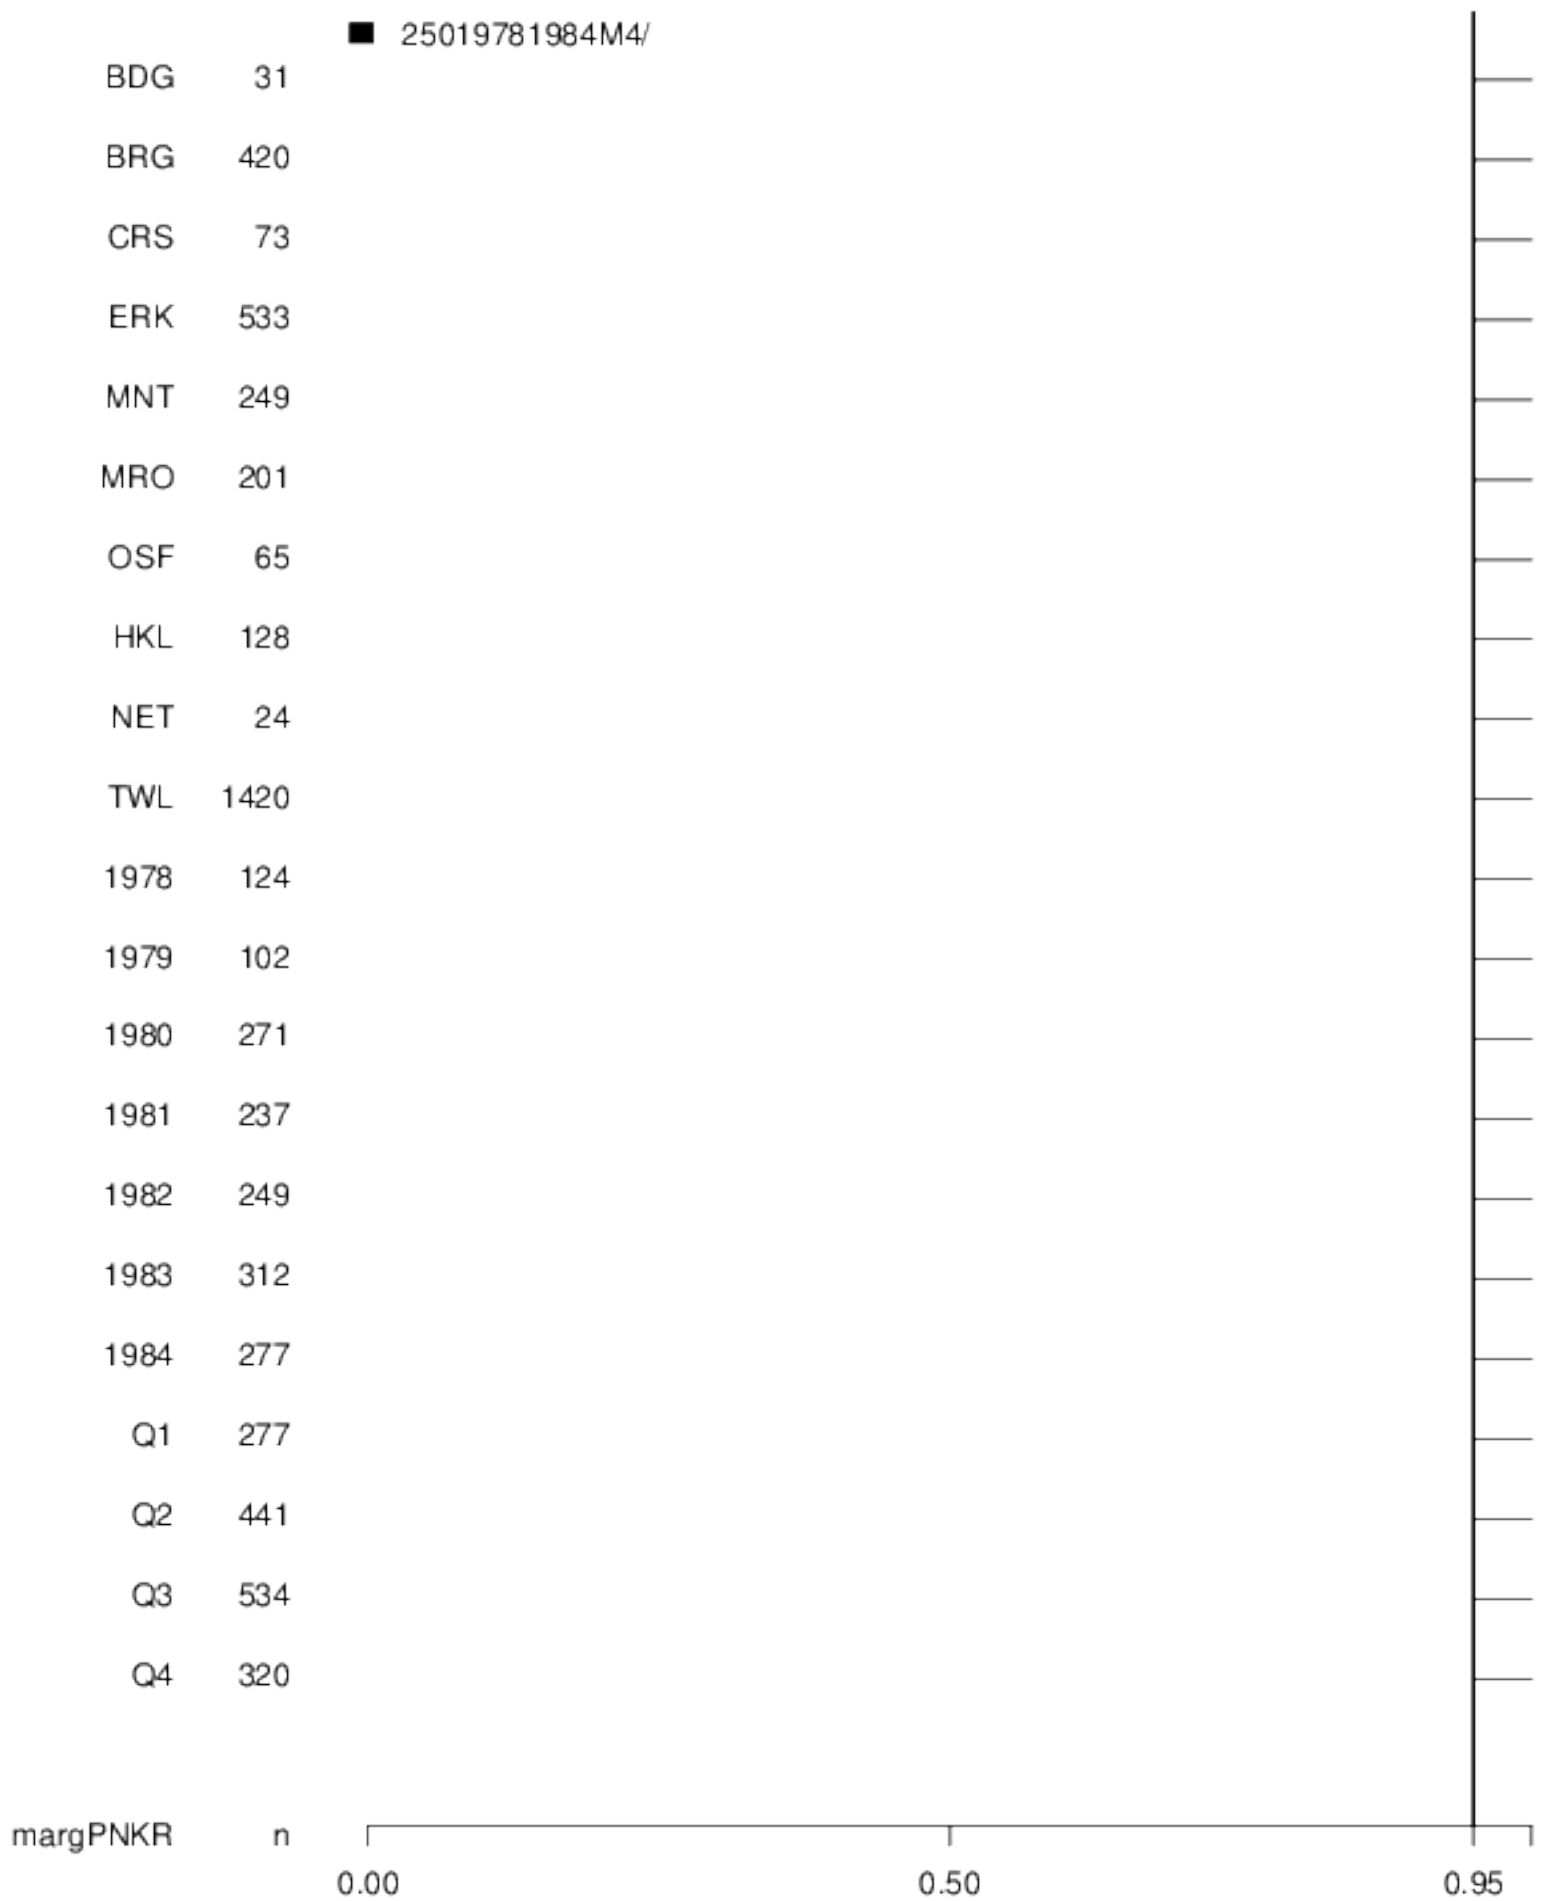 25019781984M4/
BDG 31
BRG 420
CRS 73
ERK 533
MNT 249
MRO 201
OSF 65
HKL 128
NET 24
TWL 1420
1978 124
1979 102
1980 271
1981 237
1982 249
1983 312
1984 277
Q1 277
Q2 441
Q3 534
Q4 320
margPNKR n
0.00 0.50 0.95